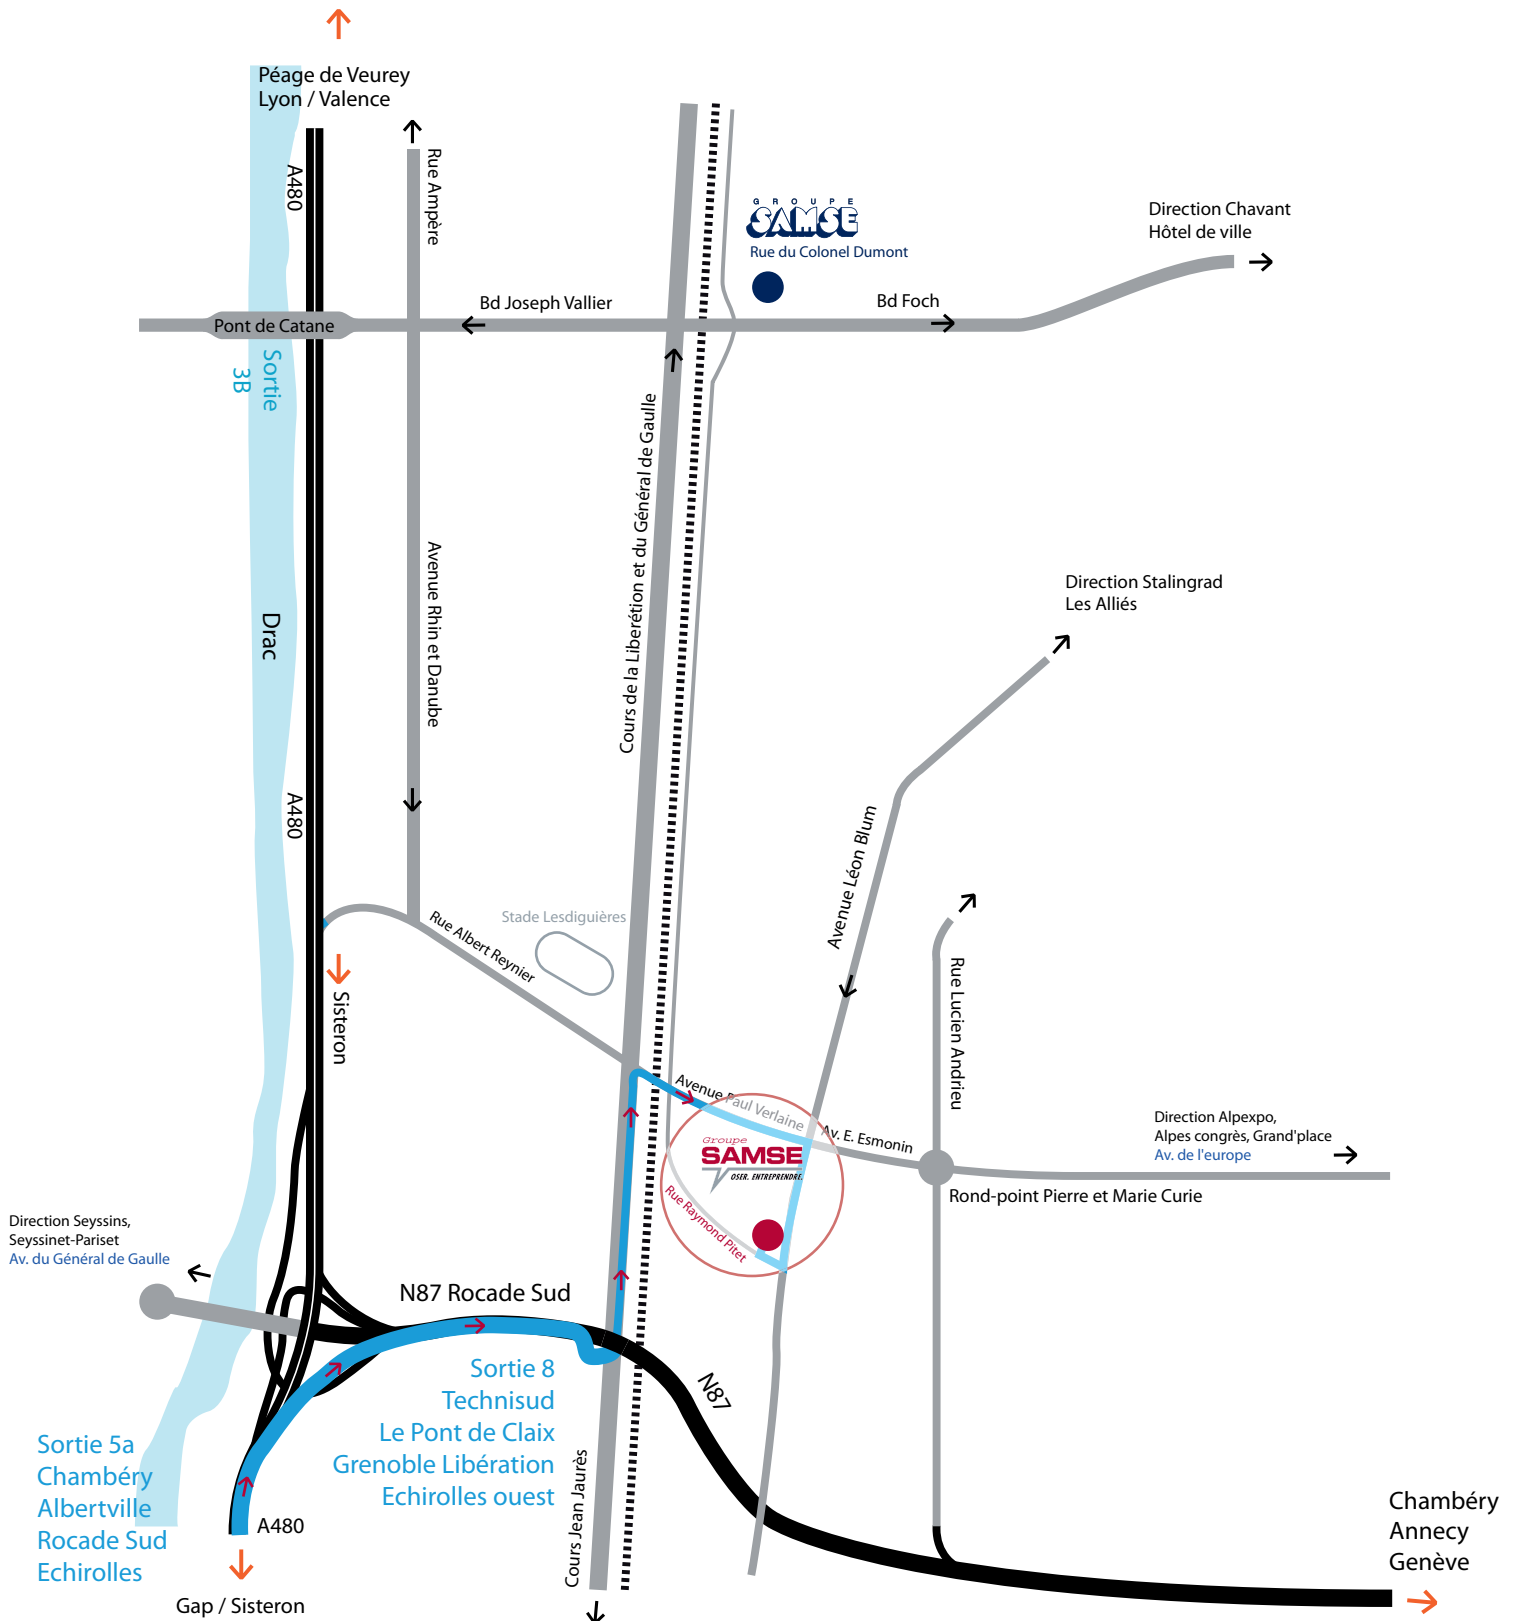 Péage de Veurey
Lyon / Valence
A480
Rue Ampère
GROUPE
SAMSE
Rue du Colonel Dumont
Direction Chavant
Hôtel de ville
Bd Joseph Vallier
Bd Foch
Pont de Catane
Sortie
3B
Cours de la Liberétion et du Général de Gaulle
Avenue Rhin et Danube
Drac
Direction Stalingrad
Les Alliés
A480
Avenue Léon Blum
Stade Lesdiguières
Rue Albert Reynier
Sisteron
Rue Lucien Andrieu
Avenue Paul Verlaine
Av. E. Esmonin
Groupe
SAMSE
OSER. ENTREPRENDRE.
Rue Raymond Pitet
Direction Alpexpo,
Alpes congrès, Grand'place
Av. de l'europe
Rond-point Pierre et Marie Curie
Direction Seyssins,
Seyssinet-Pariset
Av. du Général de Gaulle
N87 Rocade Sud
Sortie 8
Technisud
Le Pont de Claix
Grenoble Libération
Echirolles ouest
N87
Sortie 5a
Chambéry
Albertville
Rocade Sud
Echirolles
A480
Cours Jean Jaurès
Gap / Sisteron
Chambéry
Annecy
Genève